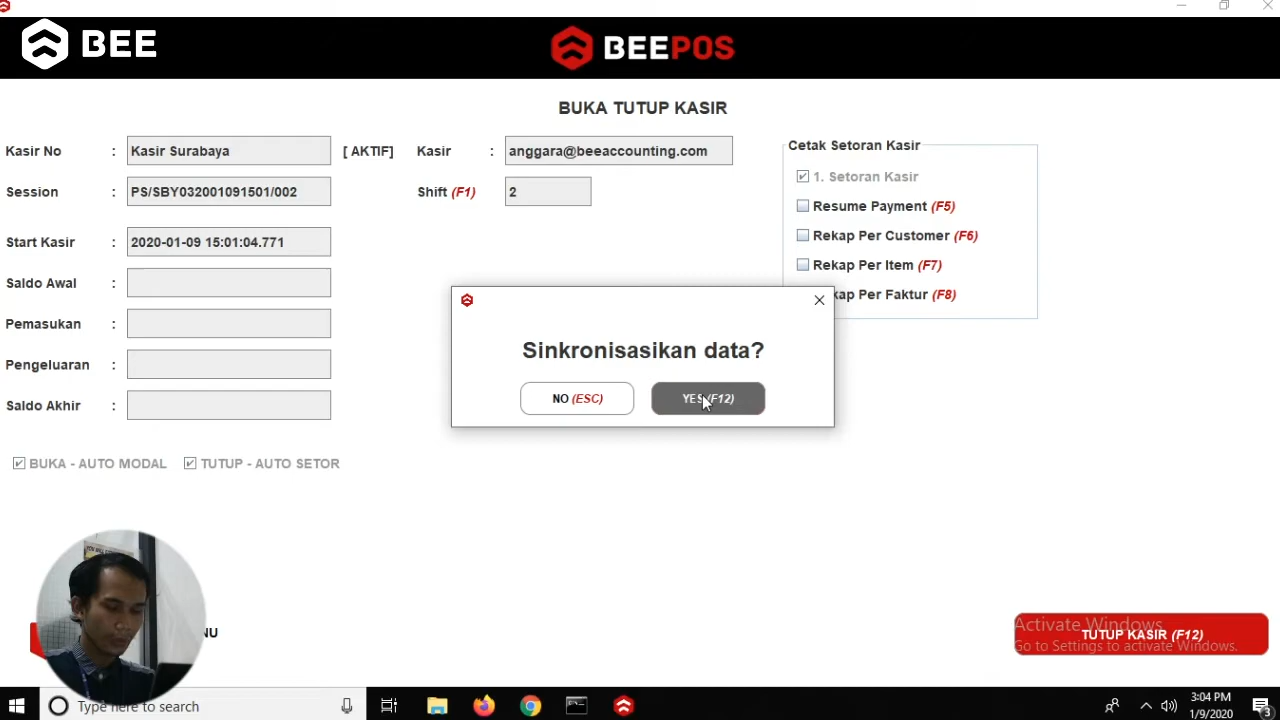 BEE
BEEPOS
BUKA TUTUP KASIR
Kasir No : Kasir Surabaya [ AKTIF] Kasir : anggara@beeaccounting.com
Session : PS/SBY032001091501/002 Shift (F1) 2
Start Kasir : 2020-01-09 15:01:04.771
Saldo Awal :
Pemasukan :
Pengeluaran :
Saldo Akhir :
BUKA - AUTO MODAL TUTUP - AUTO SETOR
Cetak Setoran Kasir
1. Setoran Kasir
Resume Payment (F5)
Rekap Per Customer (F6)
Rekap Per Item (F7)
kap Per Faktur (F8)
Sinkronisasikan data?
NO (ESC) YES (F12)
NU
TUTUP KASIR (F12)
Activate Windows
Go to Settings to activate Windows.
Type here to search
3:04 PM
1/9/2020
3